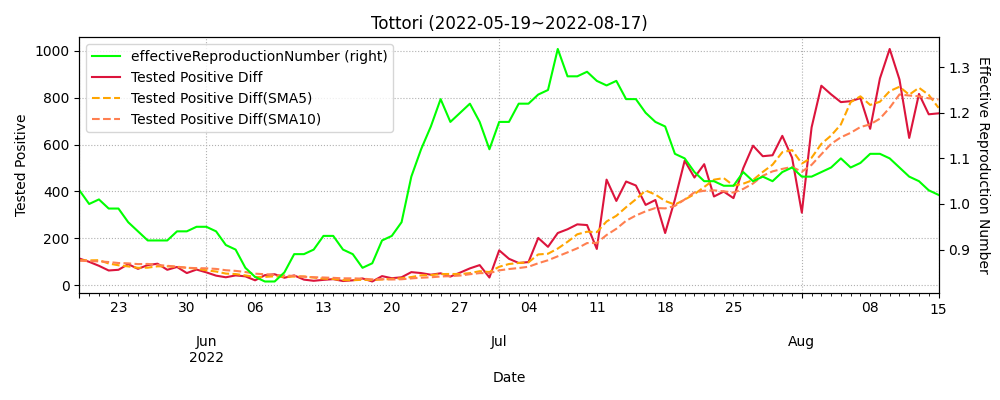 Tottori (2022-05-19~2022-08-17)
effectiveReproductionNumber (right)
Tested Positive Diff
Tested Positive Diff(SMA5)
Tested Positive Diff(SMA10)
Tested Positive
1000
800
600
400
200
0
Effective Reproduction Number
1.3
1.2
1.1
1.0
0.9
23 30 06 13 20 27 04 11 18 25 08 15
Jun Jul Aug
2022
Date